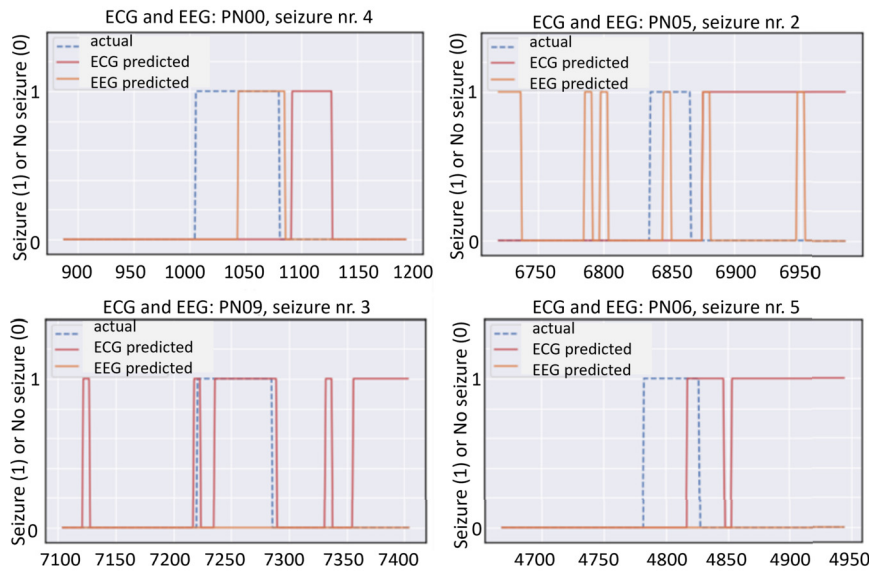 ECG and EEG: PN00, seizure nr. 4
Seizure (1) or No seizure (0)
actual
ECG predicted
EEG predicted
1
0
900 950 1000 1050 1100 1150 1200
ECG and EEG: PN05, seizure nr. 2
Seizure (1) or No seizure (0)
actual
ECG predicted
EEG predicted
1
0
6750 6800 6850 6900 6950
ECG and EEG: PN09, seizure nr. 3
Seizure (1) or No seizure (0)
actual
ECG predicted
EEG predicted
1
0
7100 7150 7200 7250 7300 7350 7400
ECG and EEG: PN06, seizure nr. 5
Seizure (1) or No seizure (0)
actual
ECG predicted
EEG predicted
1
0
4700 4750 4800 4850 4900 4950